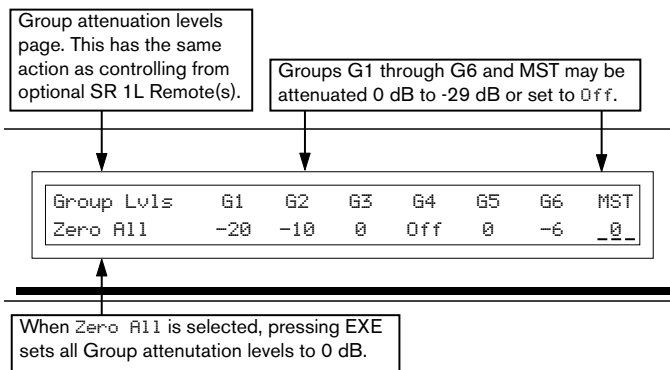 Group attenuation levels
page. This has the same
action as controlling from
optional SR 1L Remote(s).
Groups G1 through G6 and MST may be
attenuated 0 dB to -29 dB or set to Off.
Group Lvls G1 G2 G3 G4 G5 G6 MST
Zero All -20 -10 0 Off 0 -6 _0_
When Zero All is selected, pressing EXE
sets all Group attenutation levels to 0 dB.